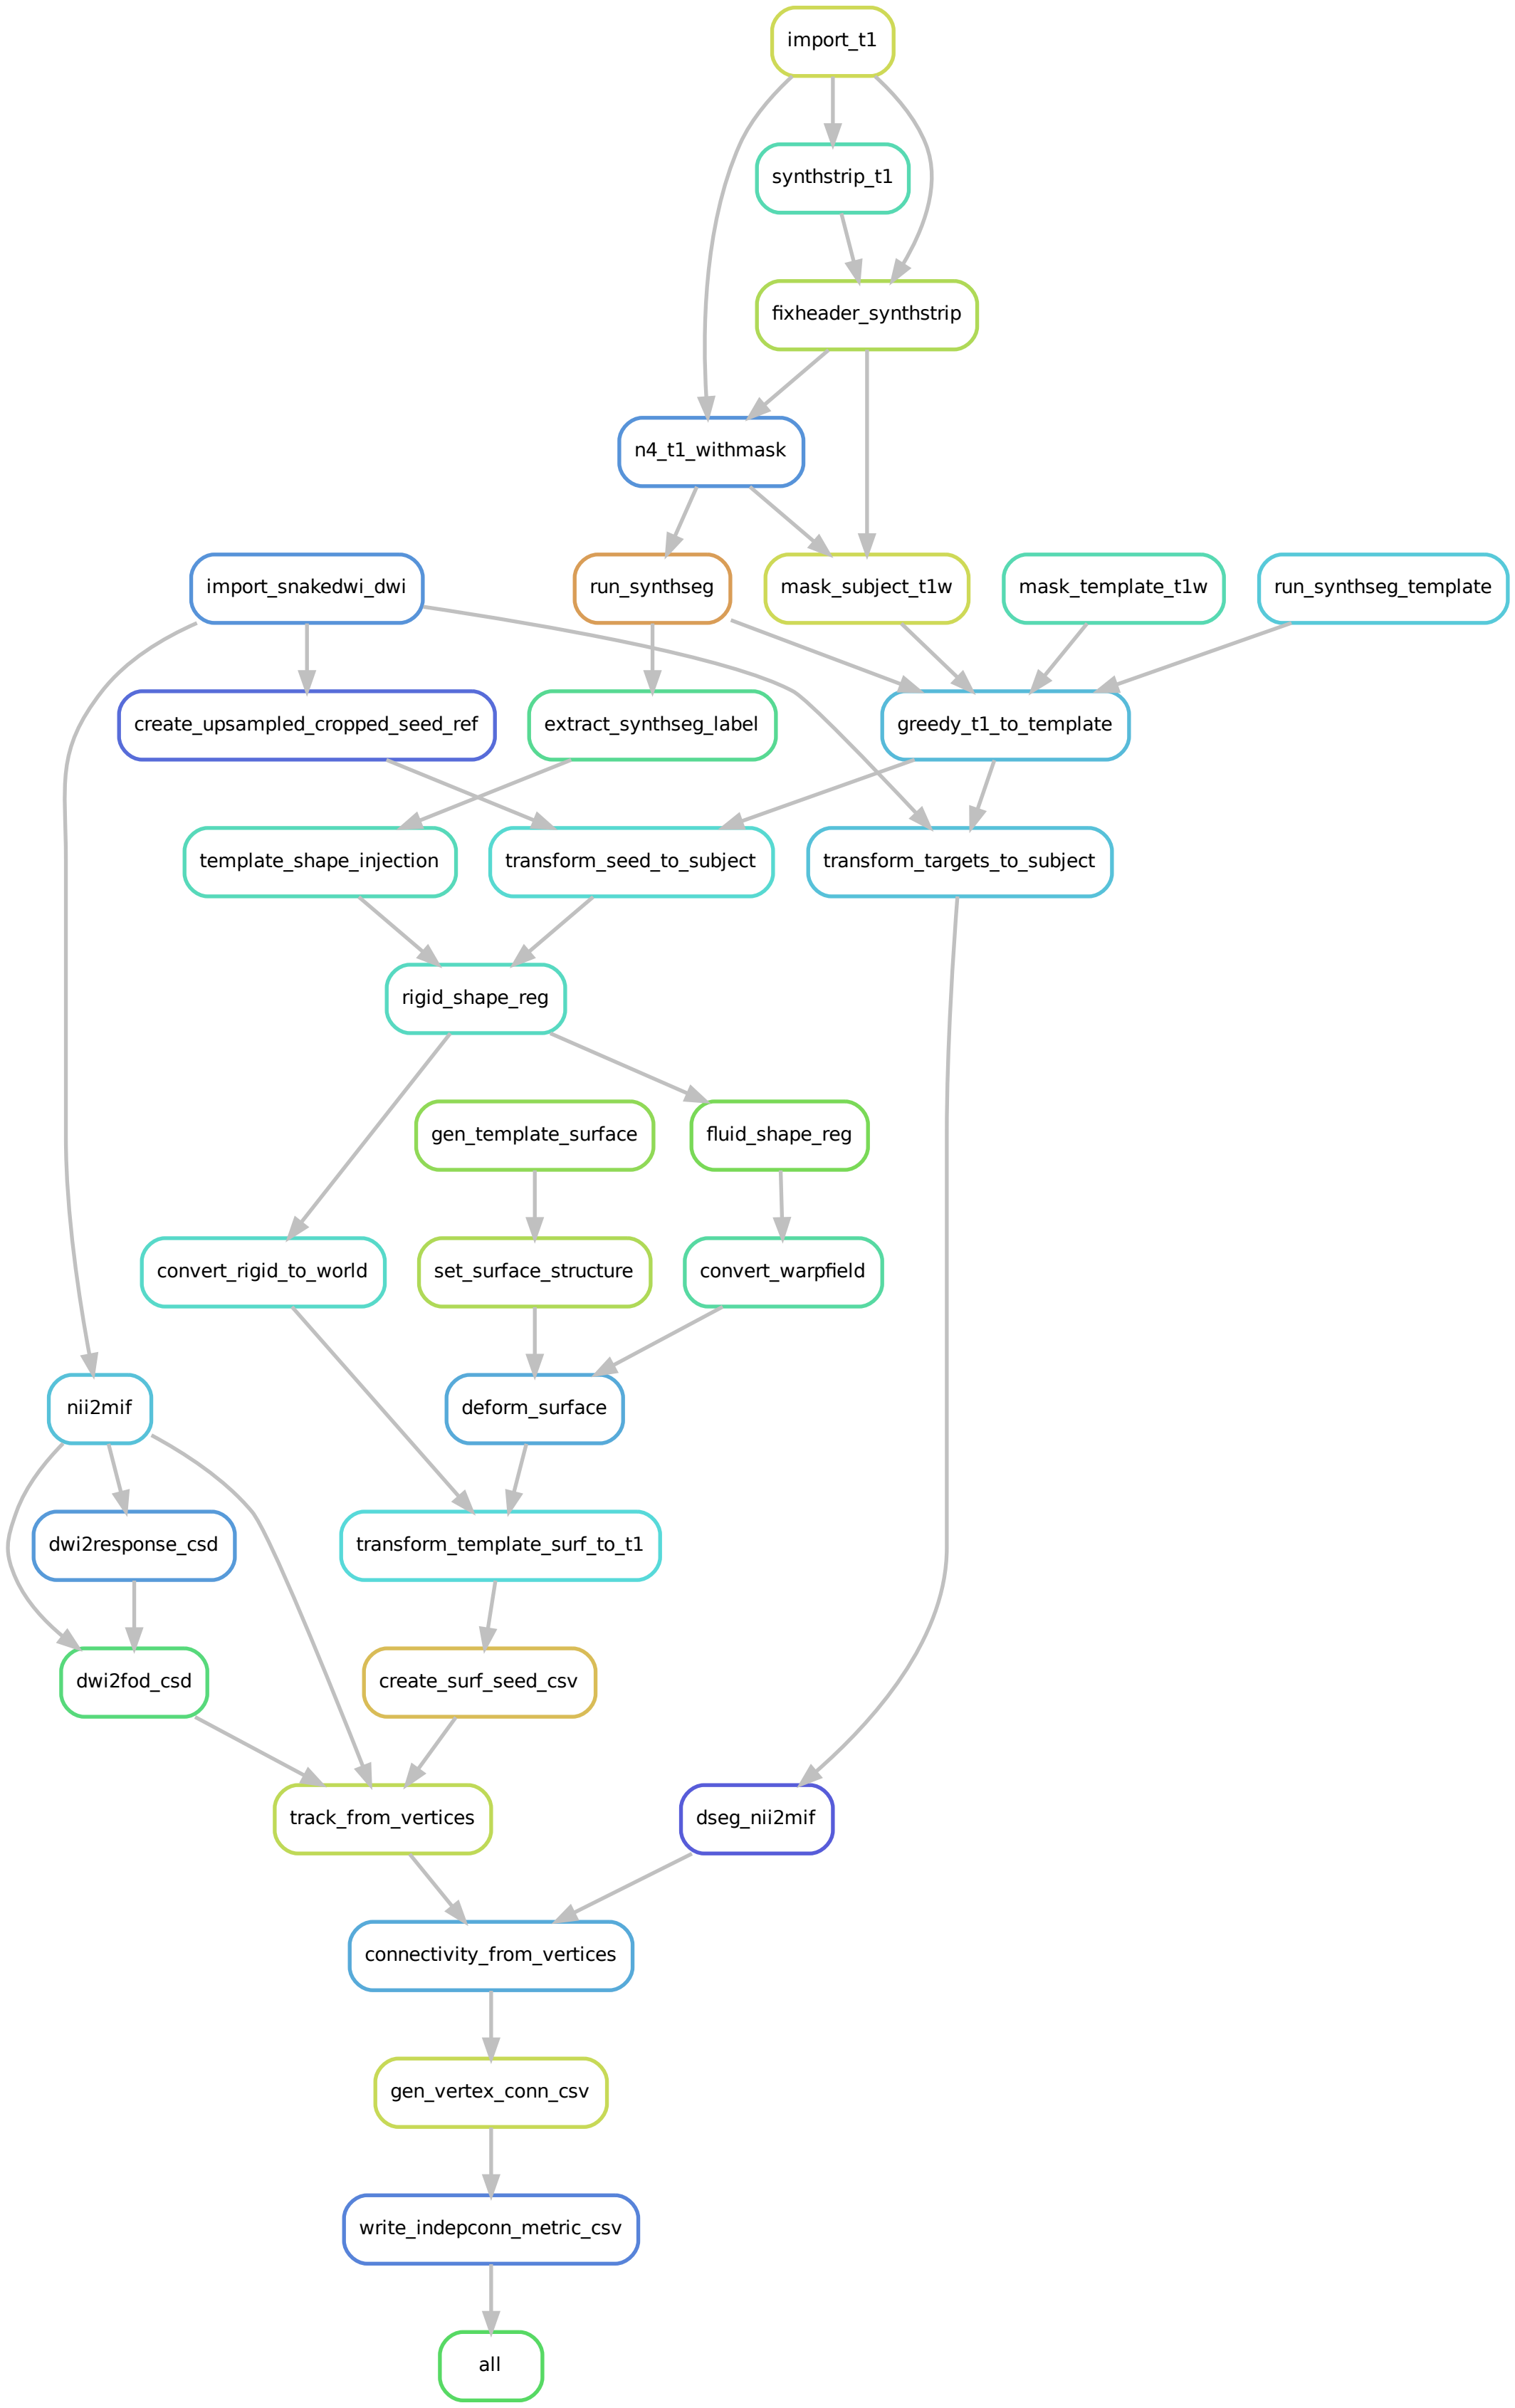 import_t1
synthstrip_t1
fixheader_synthstrip
n4_t1_withmask
import_snakedwi_dwi
run_synthseg
mask_subject_t1w
mask_template_t1w
run_synthseg_template
create_upsampled_cropped_seed_ref
extract_synthseg_label
greedy_t1_to_template
template_shape_injection
transform_seed_to_subject
transform_targets_to_subject
rigid_shape_reg
gen_template_surface
fluid_shape_reg
convert_rigid_to_world
set_surface_structure
convert_warpfield
nii2mif
deform_surface
dwi2response_csd
transform_template_surf_to_t1
dwi2fod_csd
create_surf_seed_csv
track_from_vertices
dseg_nii2mif
connectivity_from_vertices
gen_vertex_conn_csv
write_indepconn_metric_csv
all